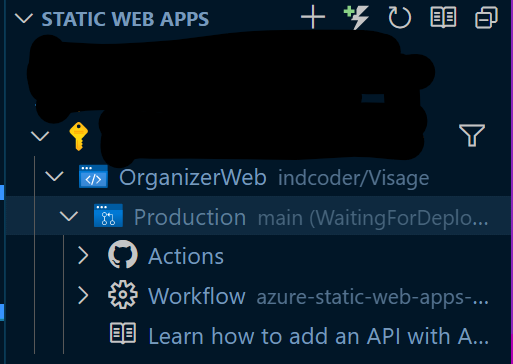 STATIC WEB APPS
OrganizerWeb indcoder/Visage
Production main (WaitingForDeplo...
Actions
Workflow azure-static-web-apps-...
Learn how to add an API with A...